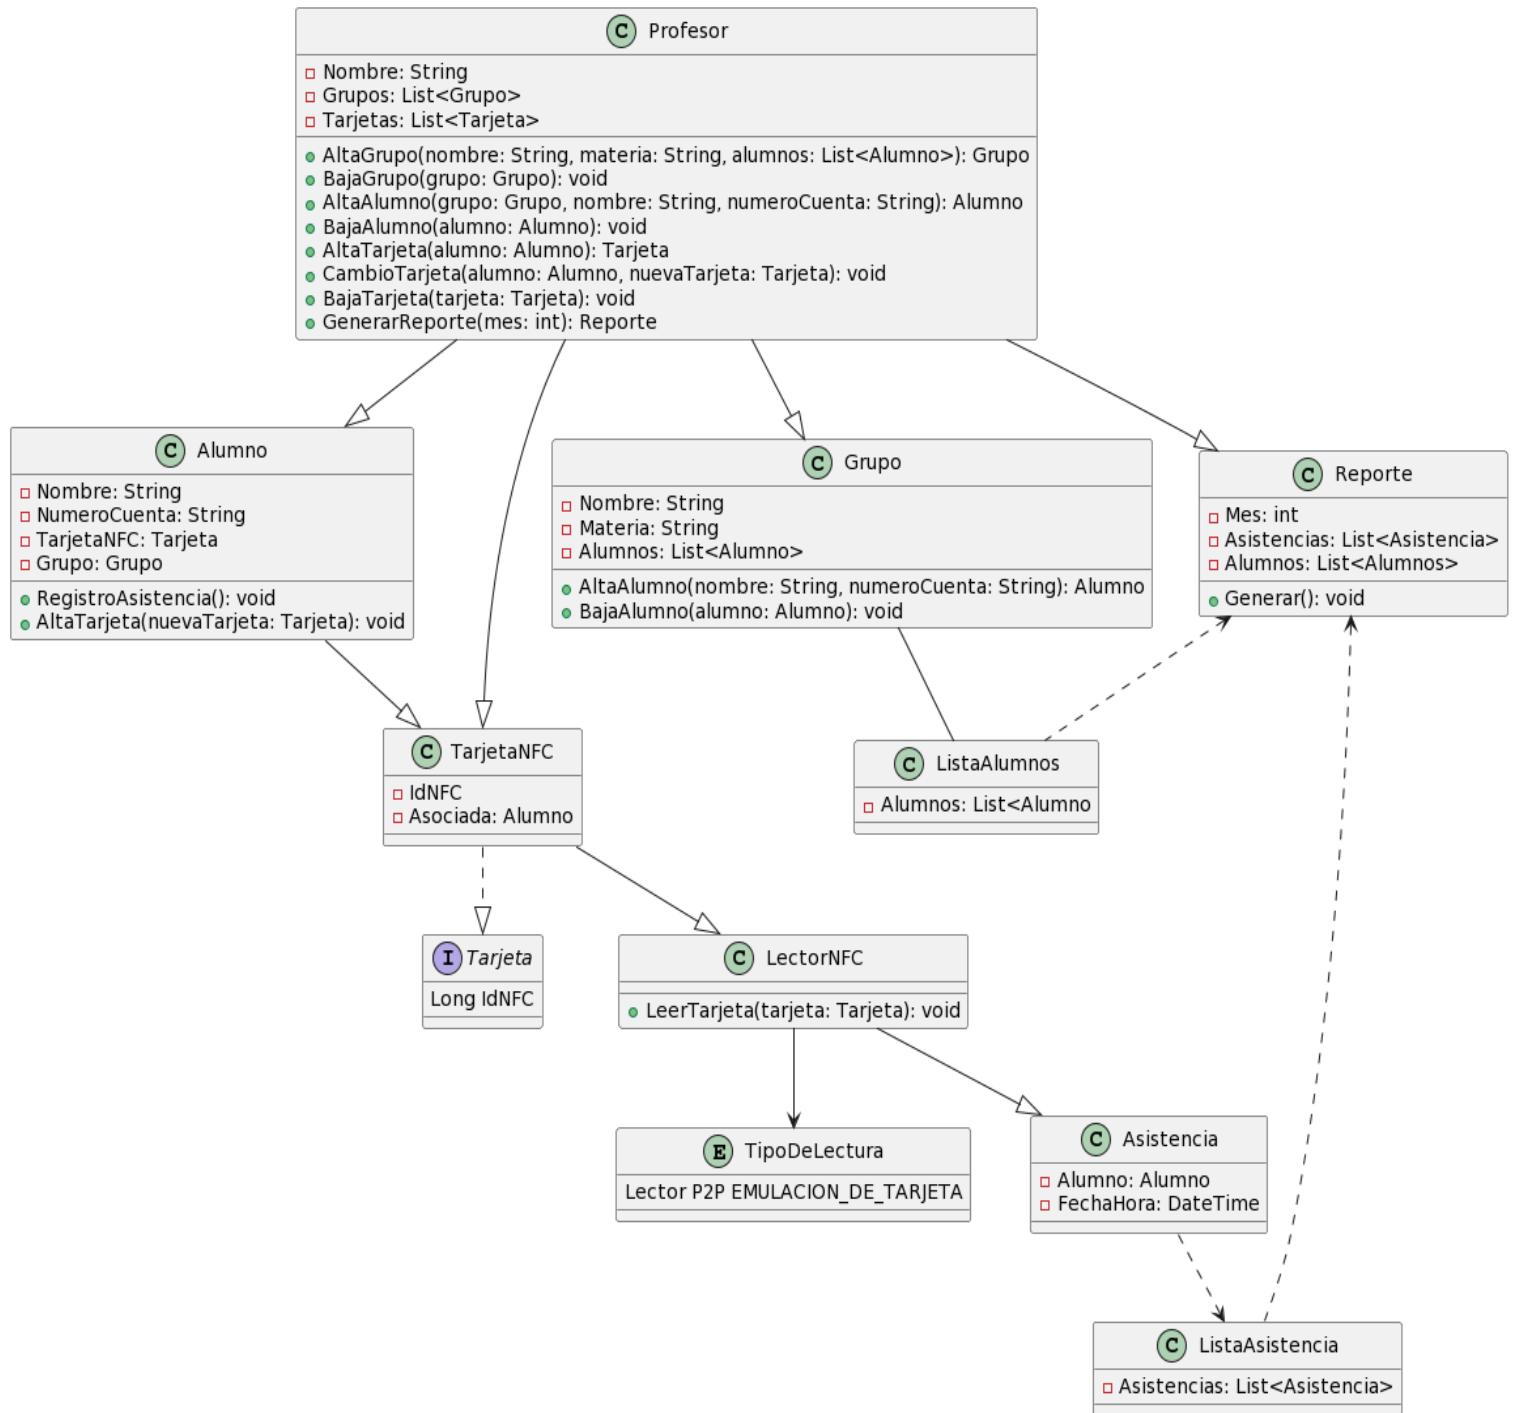 C Profesor
Nombre: String
Grupos: List<Grupo>
Tarjetas: List<Tarjeta>
AltaGrupo(nombre: String, materia: String, alumnos: List<Alumno>): Grupo
BajaGrupo(grupo: Grupo): void
AltaAlumno(grupo: Grupo, nombre: String, numeroCuenta: String): Alumno
BajaAlumno(alumno: Alumno): void
AltaTarjeta(alumno: Alumno): Tarjeta
CambioTarjeta(alumno: Alumno, nuevaTarjeta: Tarjeta): void
BajaTarjeta(tarjeta: Tarjeta): void
GenerarReporte(mes: int): Reporte
C Alumno
Nombre: String
NumeroCuenta: String
TarjetaNFC: Tarjeta
Grupo: Grupo
RegistroAsistencia(): void
AltaTarjeta(nuevaTarjeta: Tarjeta): void
C Grupo
Nombre: String
Materia: String
Alumnos: List<Alumno>
AltaAlumno(nombre: String, numeroCuenta: String): Alumno
BajaAlumno(alumno: Alumno): void
C Reporte
Mes: int
Asistencias: List<Asistencia>
Alumnos: List<Alumnos>
Generar(): void
C TarjetaNFC
IdNFC
Asociada: Alumno
C ListaAlumnos
Alumnos: List<Alumno
I Tarjeta
Long IdNFC
C LectorNFC
LeerTarjeta(tarjeta: Tarjeta): void
E TipoDeLectura
Lector P2P EMULACION_DE_TARJETA
C Asistencia
Alumno: Alumno
FechaHora: DateTime
C ListaAsistencia
Asistencias: List<Asistencia>